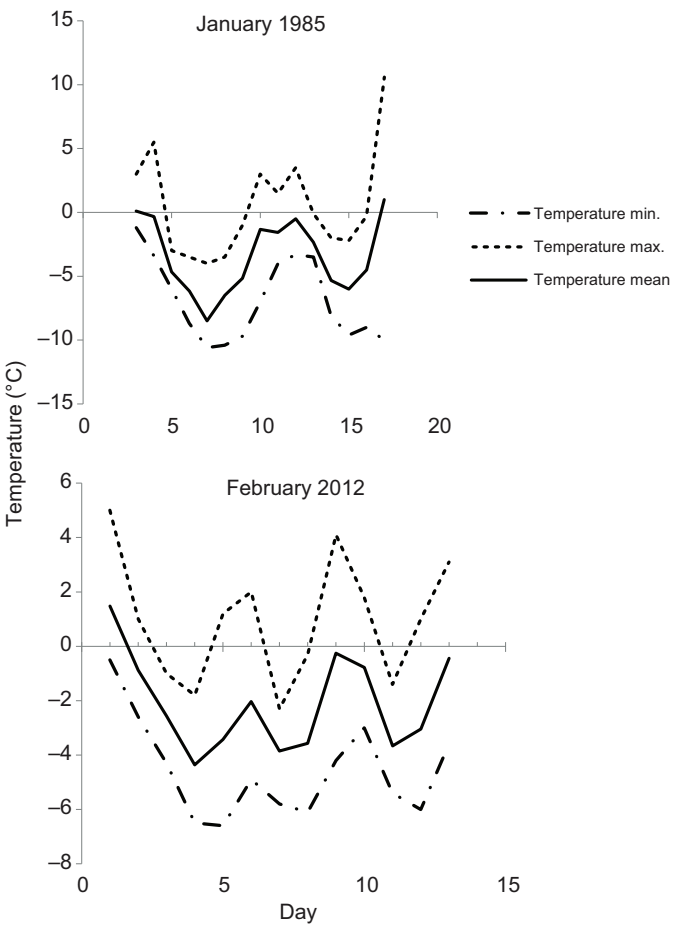 January 1985
15
10
5
0
–5
–10
–15
0 5 10 15 20
Temperature min.
Temperature max.
Temperature mean
Temperature (°C)
February 2012
6
4
2
0
–2
–4
–6
–8
0 5 10 15
Day